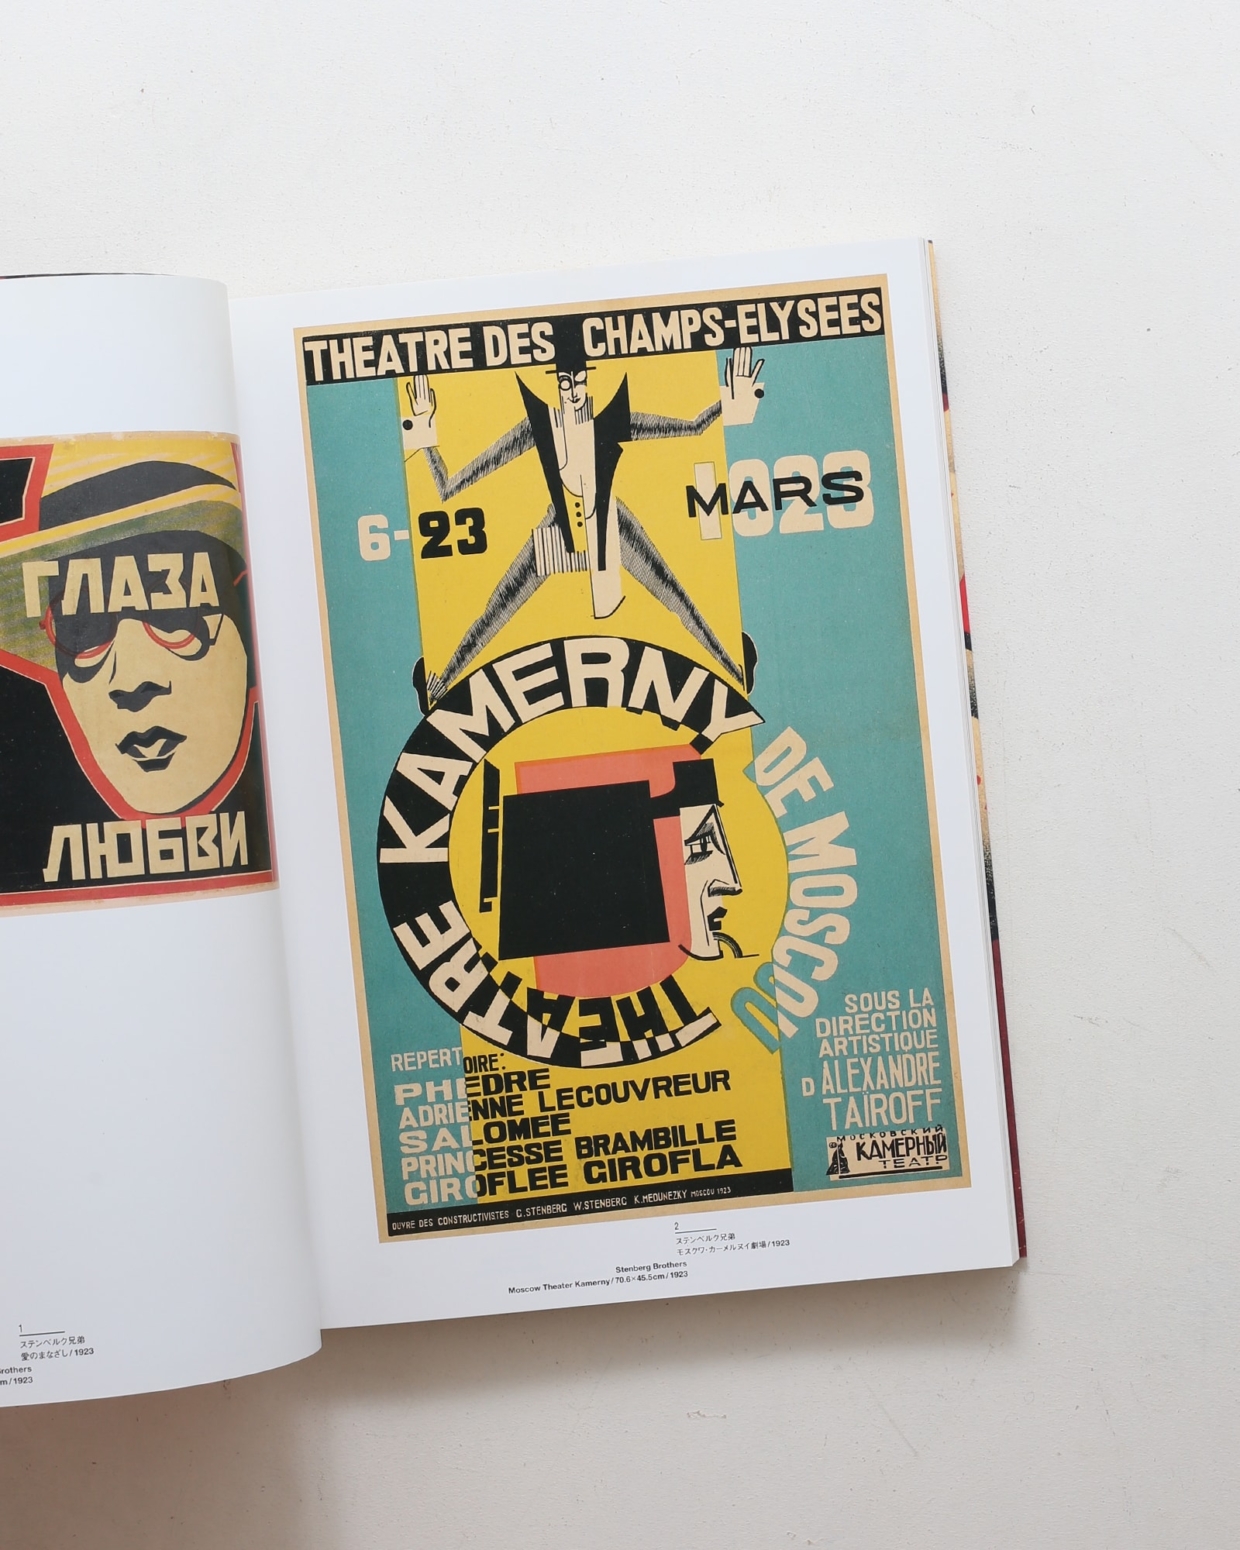 ГЛАЗА
ЛЮБВИ
1
ステンベルク兄弟
愛のまなざし/1923
rothers
m/1923
THEATRE DES CHAMPS-ELYSEES
6-23
MARS
1923
THEATRE KAMERNY
DE MOSCOU
REPERTOIRE:
PHEDRE
ADRIENNE LECOUVREUR
SALOMEE
PRINCESSE BRAMBILLE
GIROFLEE GIROFLA
SOUS LA
DIRECTION
ARTISTIQUE
D ALEXANDRE
TAÏROFF
МОСКОВСКИЙ
КАМЕРНЫЙ
ТЕАТР
OUVRE DES CONSTRUCTIVISTES G.STENBERG W.STENBERG K.MEDUNEZKY MOSCOU 1923
2
ステンベルク兄弟
モスクワ・カーメルヌイ劇場/1923
Stenberg Brothers
Moscow Theater Kamerny/70.6×45.5cm/1923